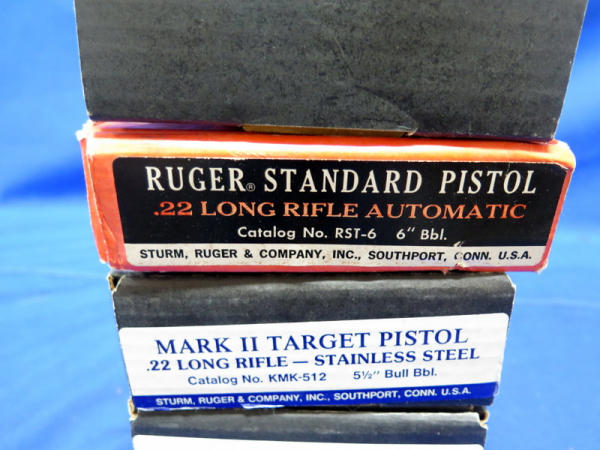 RUGER® STANDARD PISTOL
.22 LONG RIFLE AUTOMATIC
Catalog No. RST-6 6" Bbl.
STURM, RUGER & COMPANY, INC., SOUTHPORT, CONN. U.S.A.
MARK II TARGET PISTOL
.22 LONG RIFLE — STAINLESS STEEL
Catalog No. KMK-512 5½" Bull Bbl.
STURM, RUGER & COMPANY, INC., SOUTHPORT, CONN. U.S.A.